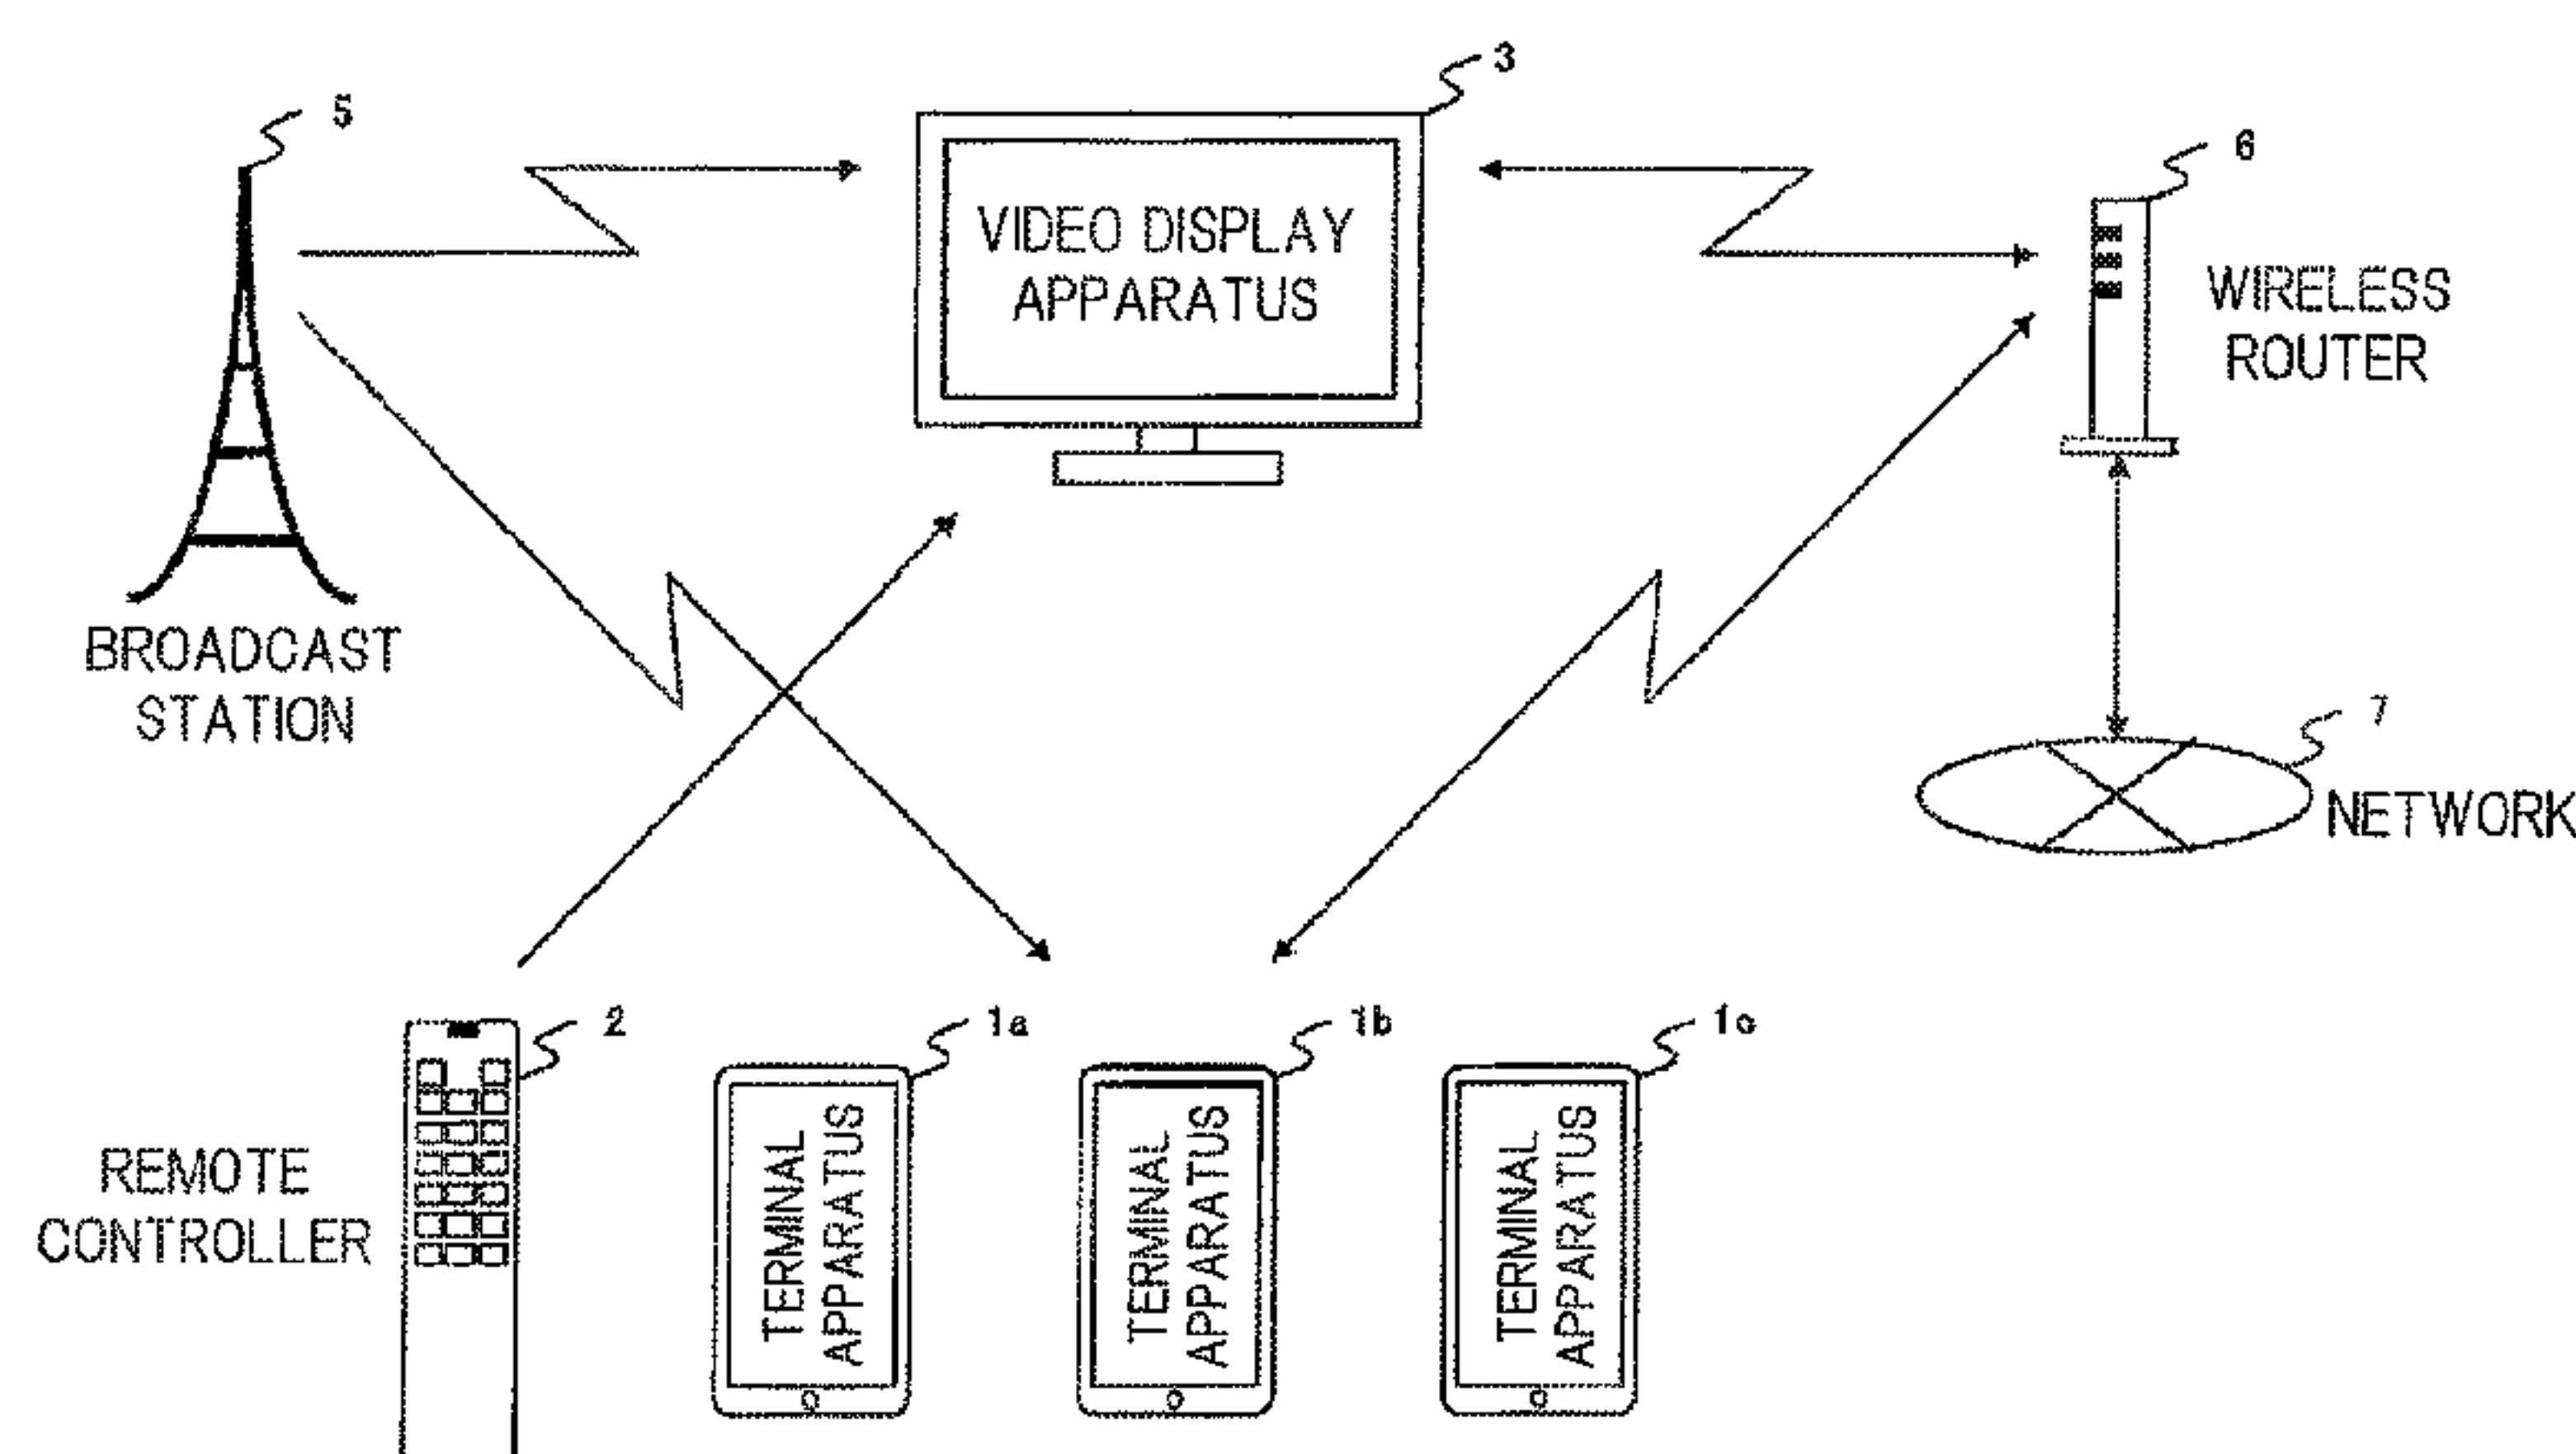 3
5
6
VIDEO DISPLAY
APPARATUS
WIRELESS
ROUTER
BROADCAST
STATION
7
NETWORK
2
1a
1b
1c
REMOTE
CONTROLLER
TERMINAL
APPARATUS
TERMINAL
APPARATUS
TERMINAL
APPARATUS